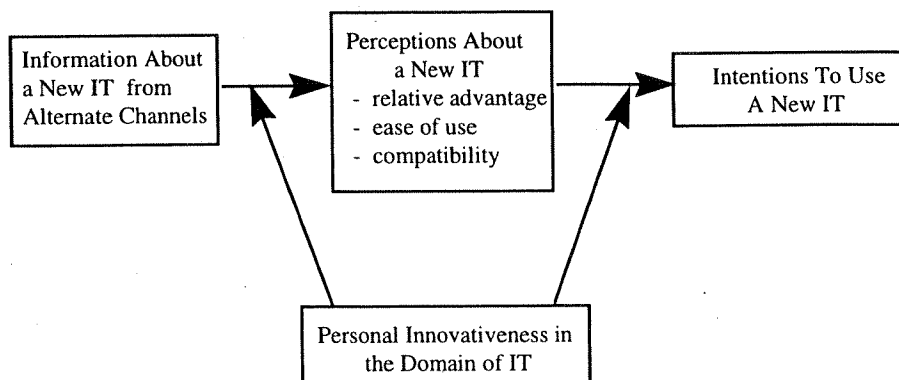 Information About
a New IT from
Alternate Channels
Perceptions About
a New IT
- relative advantage
- ease of use
- compatibility
Intentions To Use
A New IT
Personal Innovativeness in
the Domain of IT